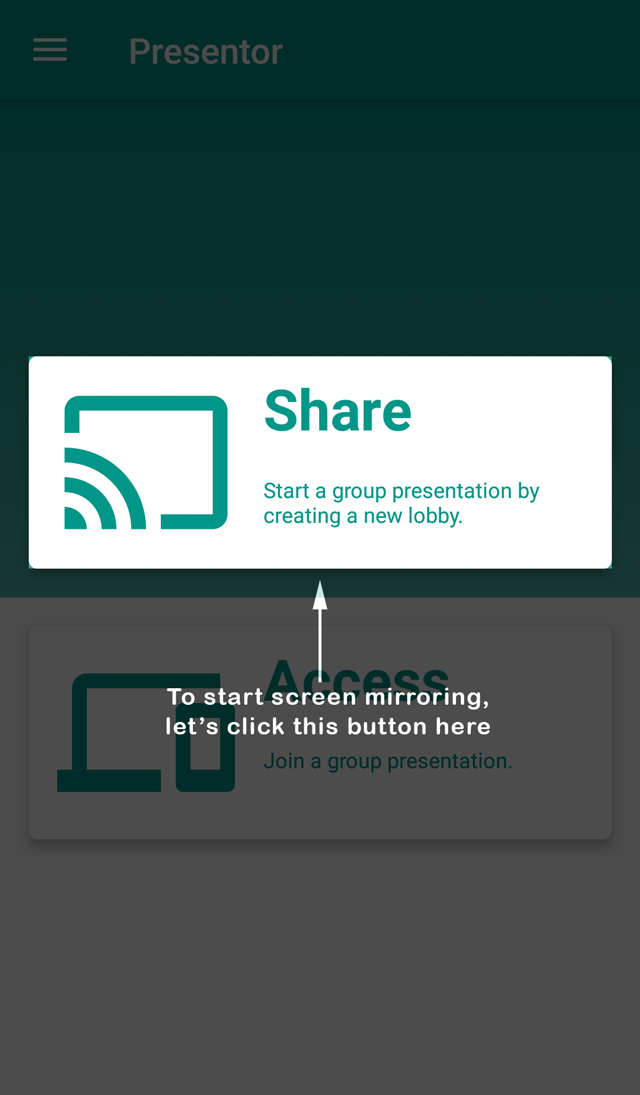 Presentor
Share
Start a group presentation by
creating a new lobby.
Access
To start screen mirroring,
let's click this button here
Join a group presentation.